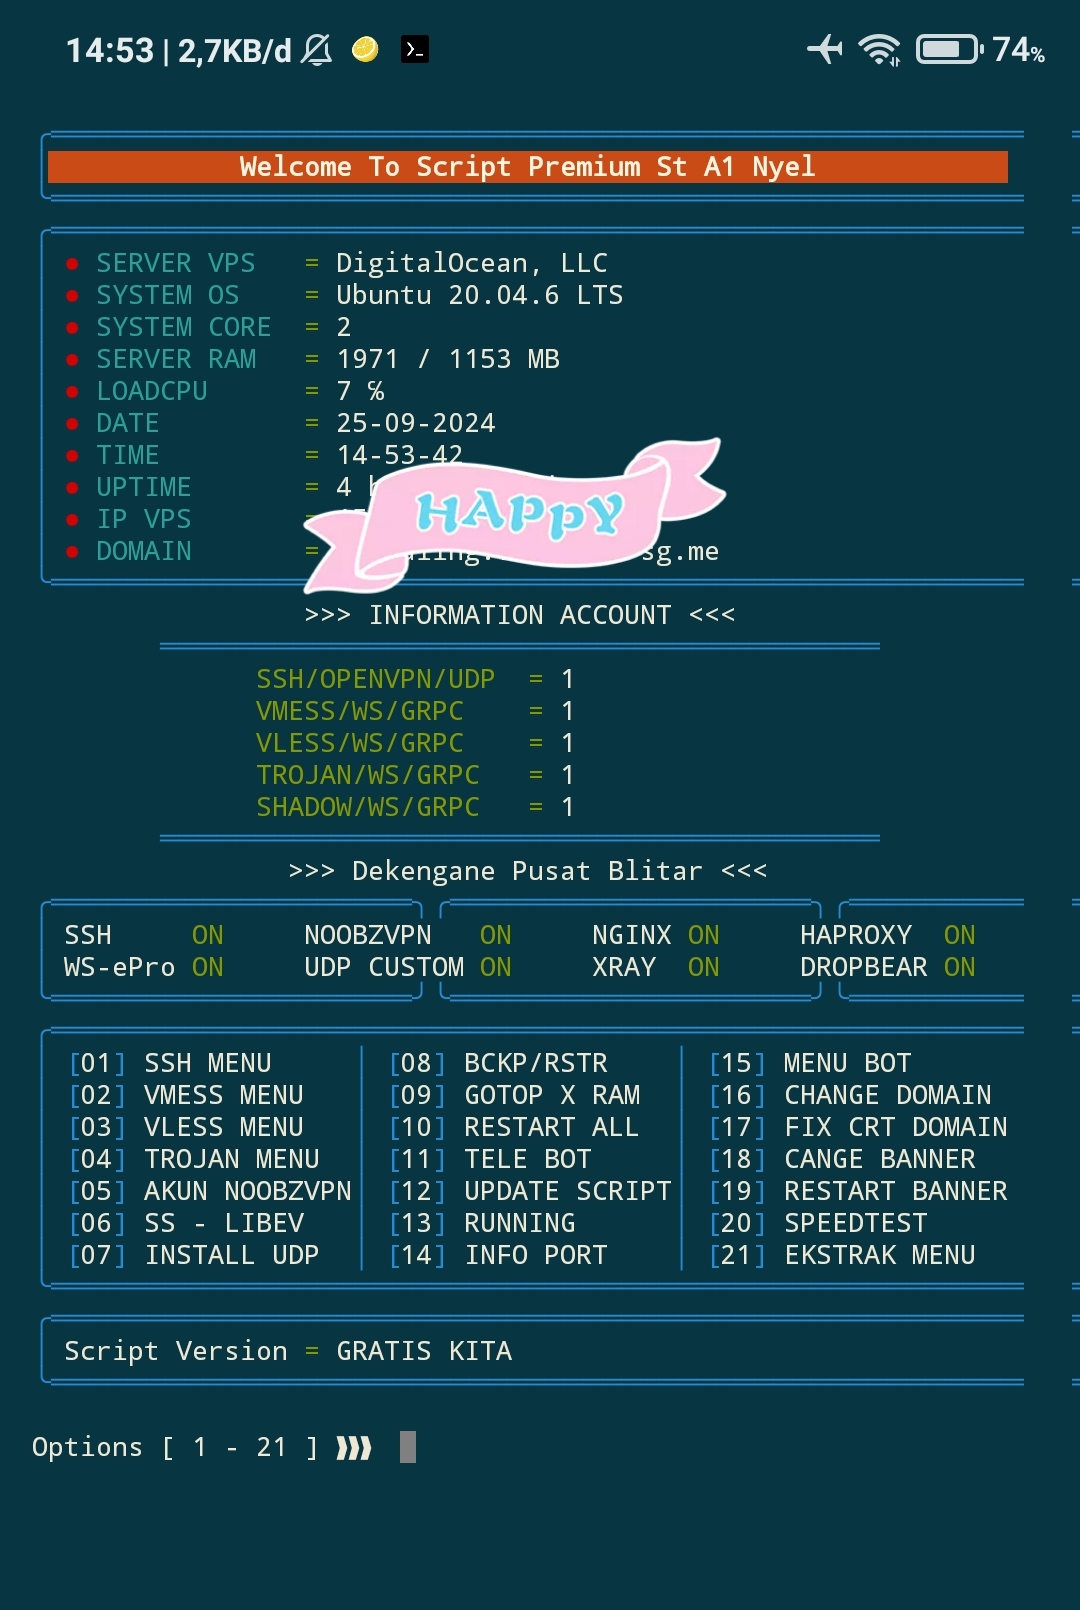 14:53 | 2,7KB/d 74%
Welcome To Script Premium St A1 Nyel
● SERVER VPS = DigitalOcean, LLC
● SYSTEM OS = Ubuntu 20.04.6 LTS
● SYSTEM CORE = 2
● SERVER RAM = 1971 / 1153 MB
● LOADCPU = 7 ℅
● DATE = 25-09-2024
● TIME = 14-53-42
● UPTIME = 4
● IP VPS =
● DOMAIN = sg.me
HAPPY
>>> INFORMATION ACCOUNT <<<
SSH/OPENVPN/UDP = 1
VMESS/WS/GRPC = 1
VLESS/WS/GRPC = 1
TROJAN/WS/GRPC = 1
SHADOW/WS/GRPC = 1
>>> Dekengane Pusat Blitar <<<
SSH ON NOOBZVPN ON NGINX ON HAPROXY ON
WS-ePro ON UDP CUSTOM ON XRAY ON DROPBEAR ON
[01] SSH MENU [08] BCKP/RSTR [15] MENU BOT
[02] VMESS MENU [09] GOTOP X RAM [16] CHANGE DOMAIN
[03] VLESS MENU [10] RESTART ALL [17] FIX CRT DOMAIN
[04] TROJAN MENU [11] TELE BOT [18] CANGE BANNER
[05] AKUN NOOBZVPN [12] UPDATE SCRIPT [19] RESTART BANNER
[06] SS - LIBEV [13] RUNNING [20] SPEEDTEST
[07] INSTALL UDP [14] INFO PORT [21] EKSTRAK MENU
Script Version = GRATIS KITA
Options [ 1 - 21 ] ❱❱❱